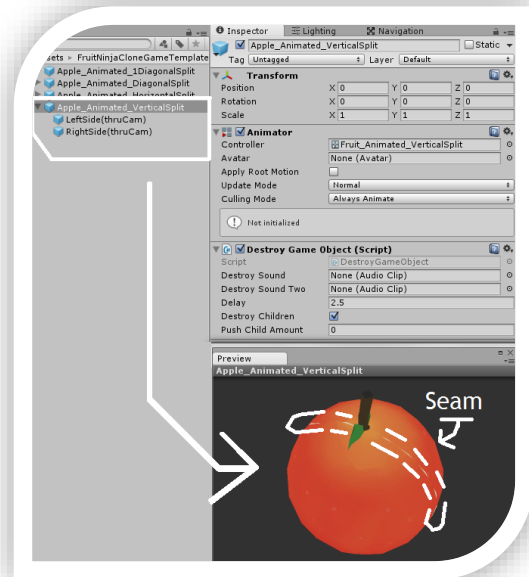 Inspector Lighting Navigation
Apple_Animated_VerticalSplit Static
Tag Untagged Layer Default
sets ▸ FruitNinjaCloneGameTemplate
Apple_Animated_1DiagonalSplit
Apple_Animated_DiagonalSplit
Apple_Animated_HorizontalSplit
Apple_Animated_VerticalSplit
LeftSide(thruCam)
RightSide(thruCam)
Transform
Position X 0 Y 0 Z 0
Rotation X 0 Y 0 Z 0
Scale X 1 Y 1 Z 1
Animator
Controller Fruit_Animated_VerticalSplit
Avatar None (Avatar)
Apply Root Motion
Update Mode Normal
Culling Mode Always Animate
Not initialized
Destroy Game Object (Script)
Script DestroyGameObject
Destroy Sound None (Audio Clip)
Destroy Sound Two None (Audio Clip)
Delay 2.5
Destroy Children
Push Child Amount 0
Preview
Apple_Animated_VerticalSplit
Seam